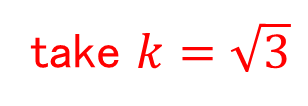 take k = √3